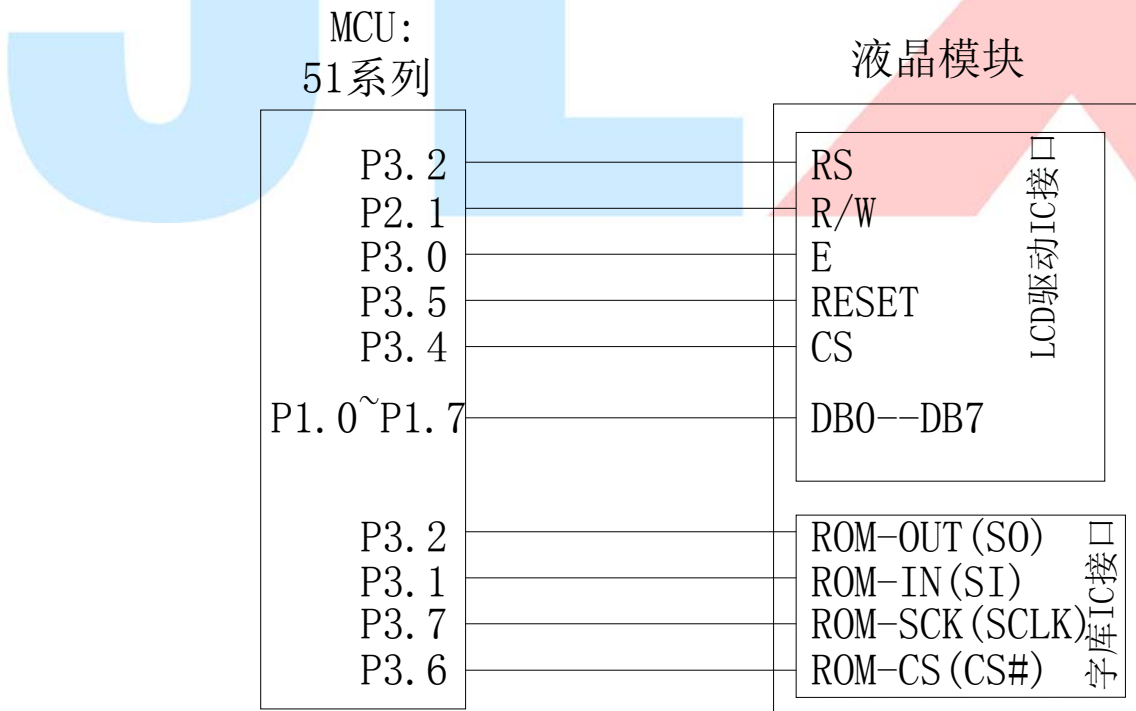 MCU:
51系列
液晶模块
P3.2
RS
P2.1
R/W
P3.0
E
P3.5
RESET
P3.4
CS
P1.0~P1.7
DB0--DB7
LCD驱动IC接口
P3.2
ROM-OUT(SO)
P3.1
ROM-IN(SI)
P3.7
ROM-SCK(SCLK)
P3.6
ROM-CS(CS#)
字库IC接口
JLX